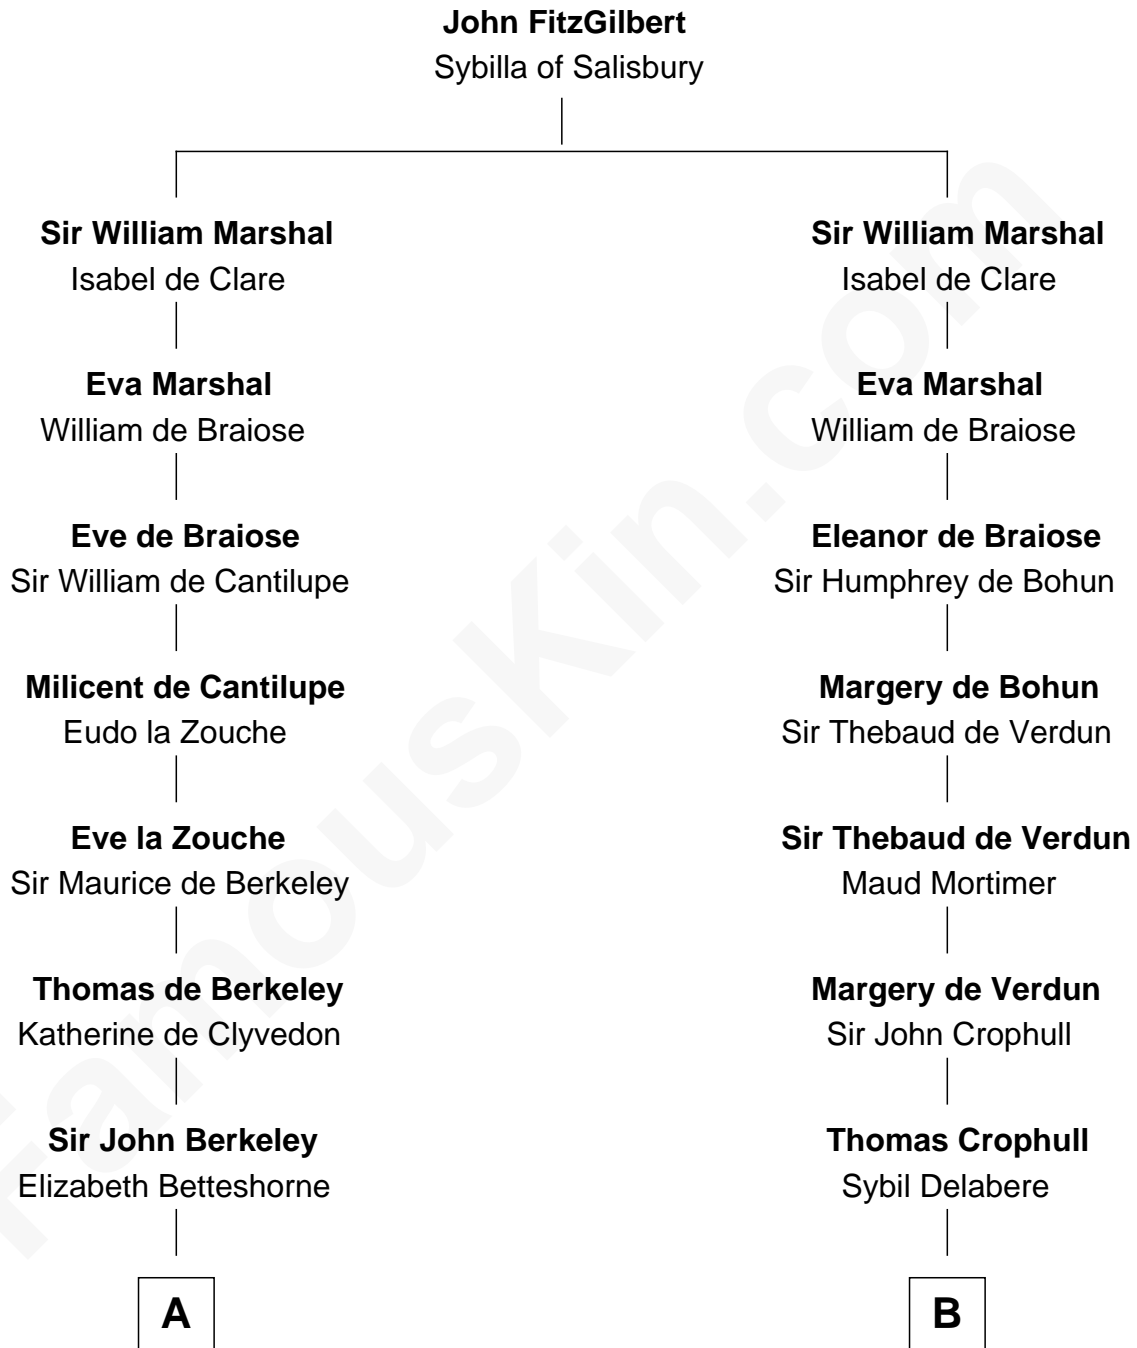 John FitzGilbert
Sybilla of Salisbury
Sir William Marshal
Isabel de Clare
Sir William Marshal
Isabel de Clare
Eva Marshal
William de Braiose
Eva Marshal
William de Braiose
Eve de Braiose
Sir William de Cantilupe
Eleanor de Braiose
Sir Humphrey de Bohun
Milicent de Cantilupe
Eudo la Zouche
Margery de Bohun
Sir Thebaud de Verdun
Eve la Zouche
Sir Maurice de Berkeley
Sir Thebaud de Verdun
Maud Mortimer
Thomas de Berkeley
Katherine de Clyvedon
Margery de Verdun
Sir John Crophull
Sir John Berkeley
Elizabeth Betteshorne
Thomas Crophull
Sybil Delabere
A
B
FamousKin.com